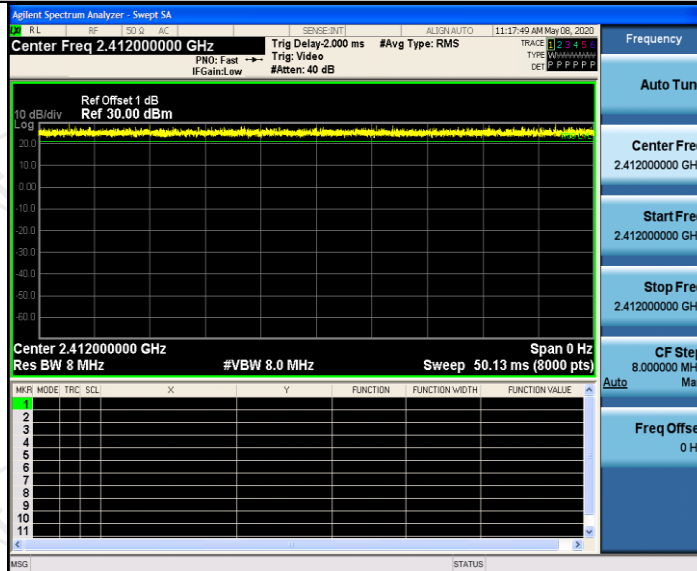 Agilent Spectrum Analyzer - Swept SA
RL RF 50 Ω AC SENSE:INT ALIGN AUTO 11:17:49 AM May 08, 2020
Center Freq 2.412000000 GHz
PNO: Fast
IFGain:Low
Trig Delay-2.000 ms
Trig: Video
#Atten: 40 dB
#Avg Type: RMS
TRACE 1 2 3 4 5 6
TYPE
DET P P P P P P
Ref Offset 1 dB
10 dB/div Ref 30.00 dBm
Log
20.0
10.0
0.00
-10.0
-20.0
-30.0
-40.0
-50.0
-60.0
Center 2.412000000 GHz Span 0 Hz
Res BW 8 MHz #VBW 8.0 MHz Sweep 50.13 ms (8000 pts)
MKR MODE TRC SCL X Y FUNCTION FUNCTION WIDTH FUNCTION VALUE
1
2
3
4
5
6
7
8
9
10
11
MSG STATUS
Frequency
Auto Tun
Center Fre
2.412000000 GH
Start Fre
2.412000000 GH
Stop Fre
2.412000000 GH
CF Ste
8.000000 MH
Auto Ma
Freq Offse
0 H